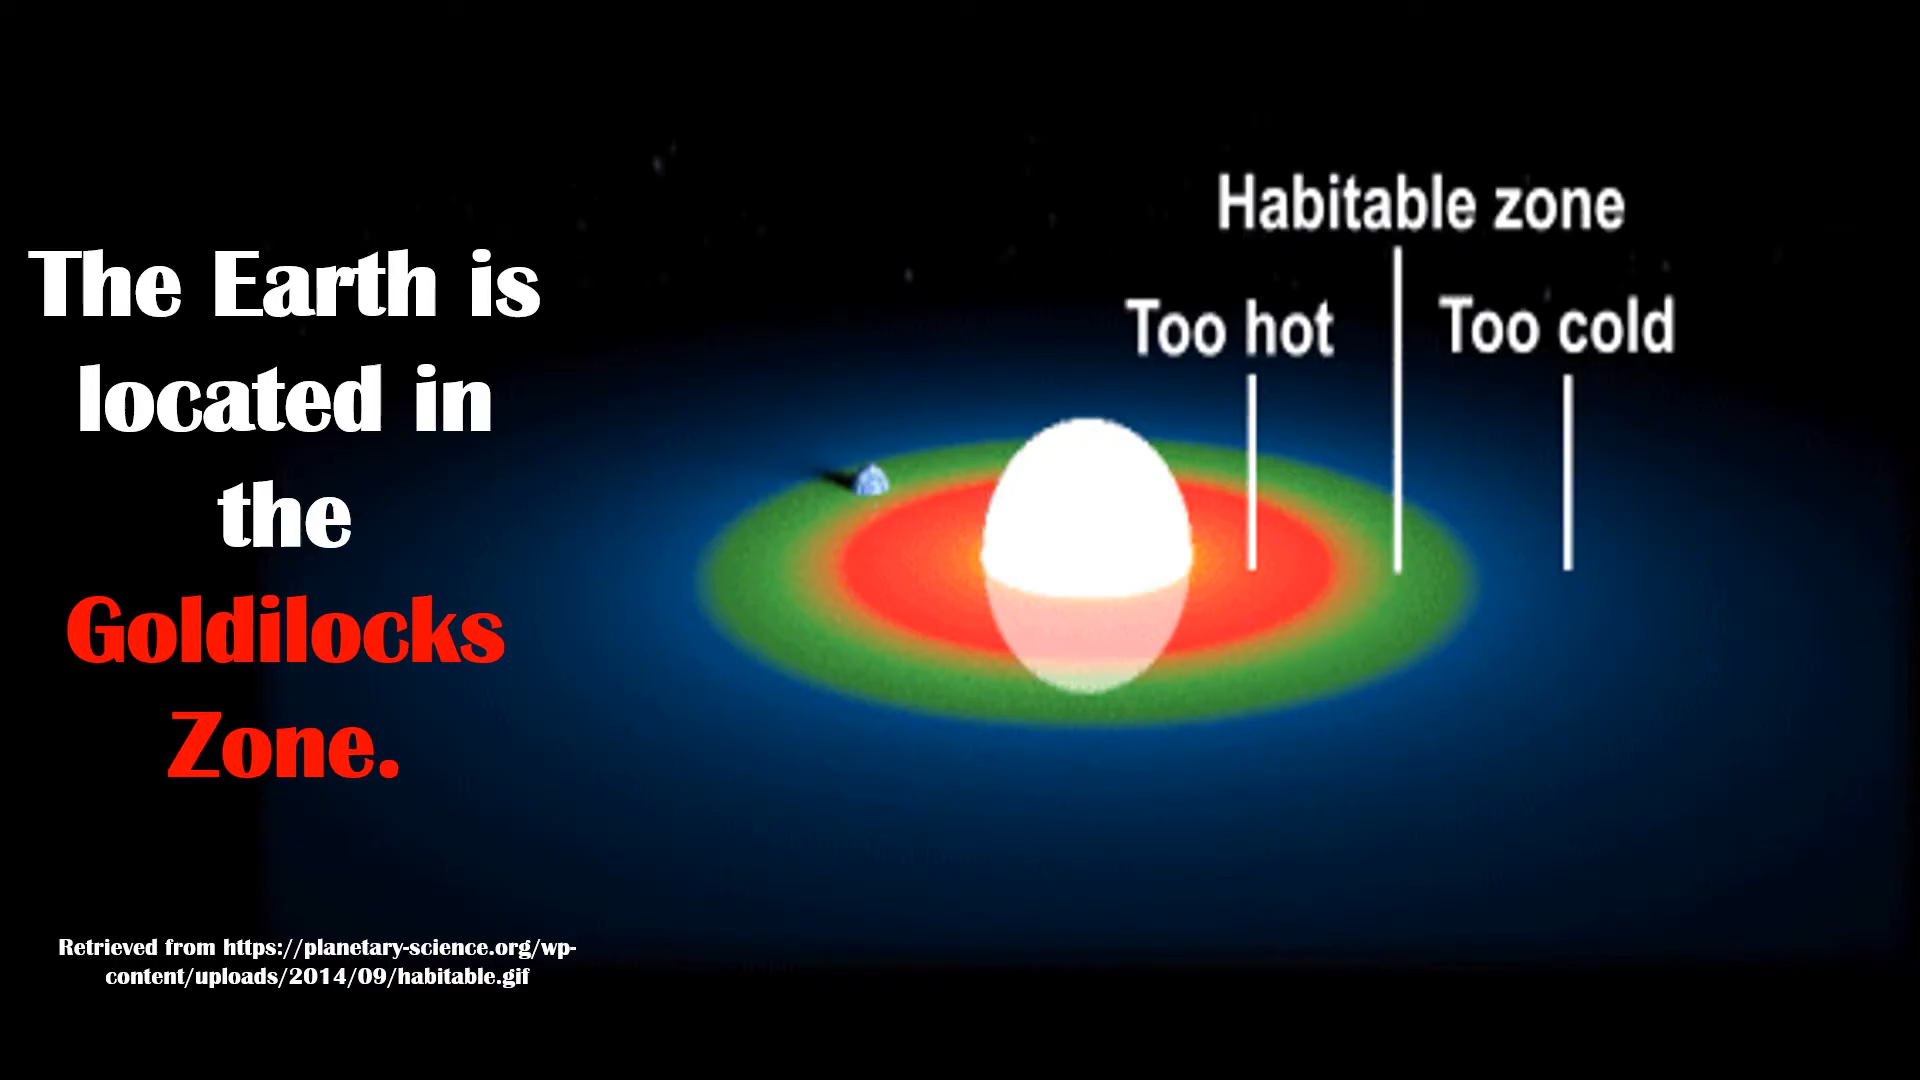 The Earth is
located in
the
Goldilocks
Zone.
Habitable zone
Too hot
Too cold
Retrieved from https://planetary-science.org/wp-
content/uploads/2014/09/habitable.gif